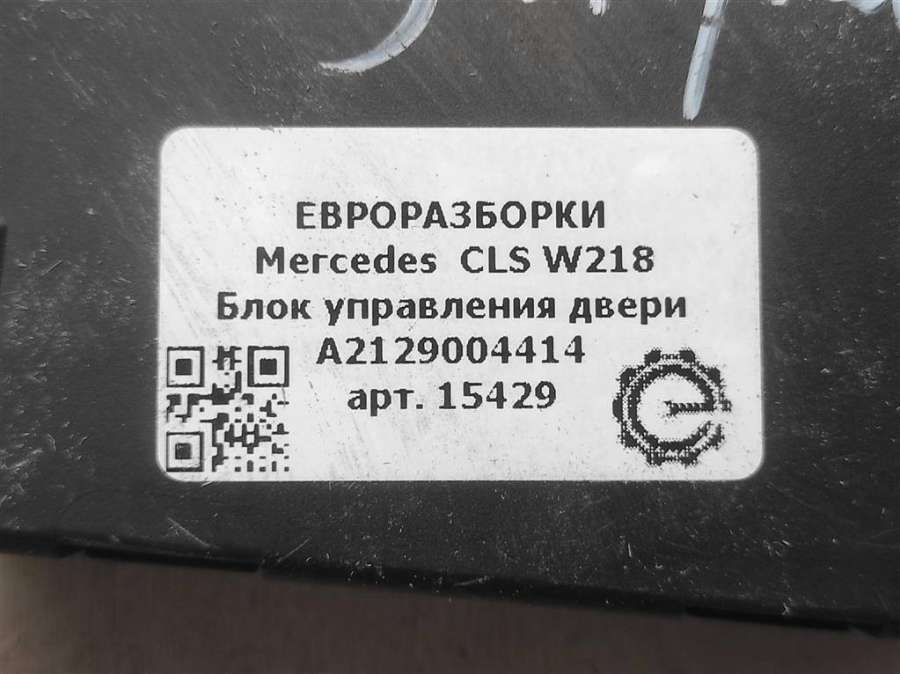 ЕВРОРАЗБОРКИ
Mercedes CLS W218
Блок управления двери
A2129004414
арт. 15429